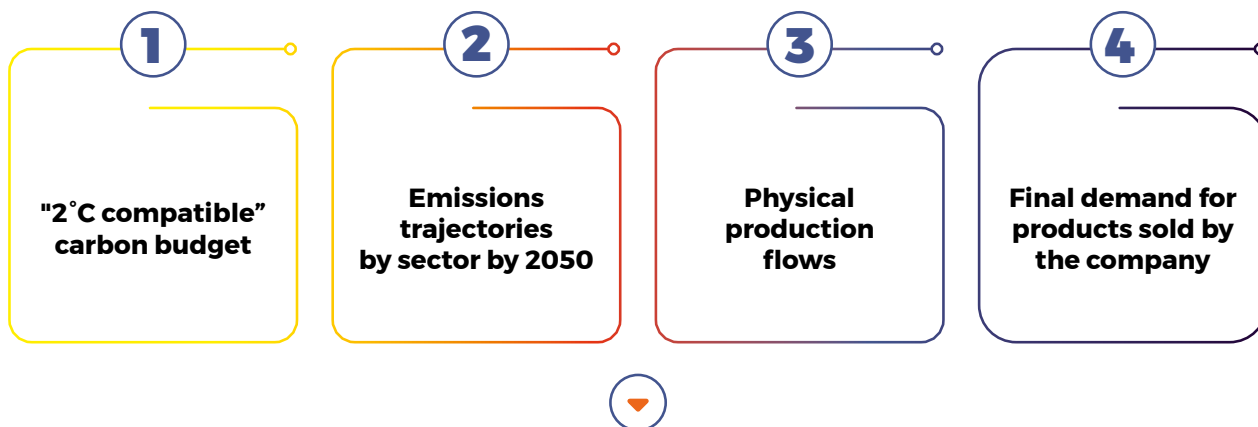 1
"2°C compatible”
carbon budget
2
Emissions
trajectories
by sector by 2050
3
Physical
production
flows
4
Final demand for
products sold by
the company